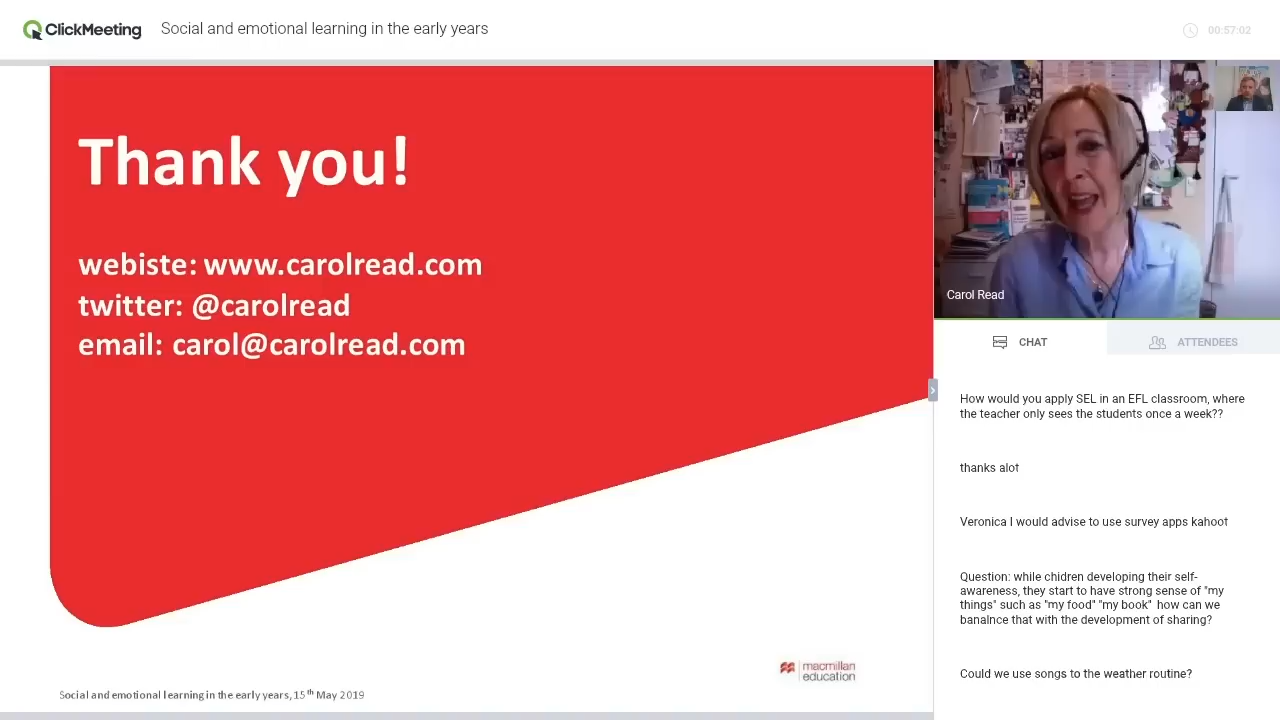 ClickMeeting
Social and emotional learning in the early years
00:57:02
Thank you!
webiste: www.carolread.com
twitter: @carolread
email: carol@carolread.com
macmillan
education
Social and emotional learning in the early years, 15th May 2019
Carol Read
CHAT
ATTENDEES
How would you apply SEL in an EFL classroom, where
the teacher only sees the students once a week??
thanks alot
Veronica I would advise to use survey apps kahoot
Question: while chidren developing their self-
awareness, they start to have strong sense of "my
things" such as "my food" "my book" how can we
banalnce that with the development of sharing?
Could we use songs to the weather routine?